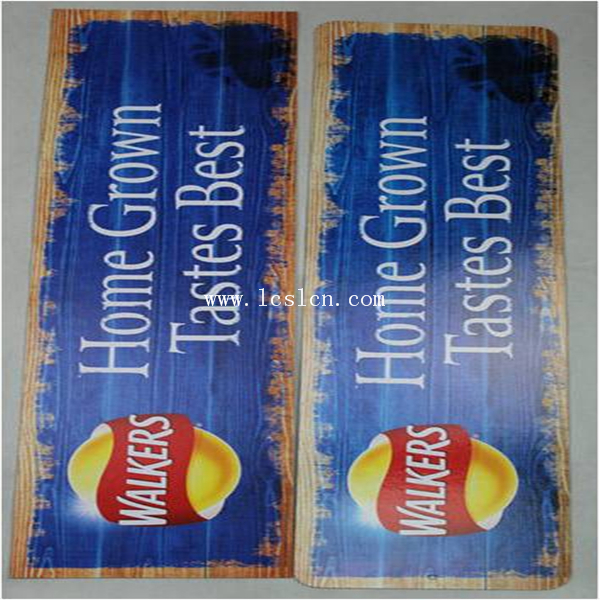 Home Grown
Tastes Best
WALKERS
Home Grown
Tastes Best
WALKERS
www.lcslcn.com